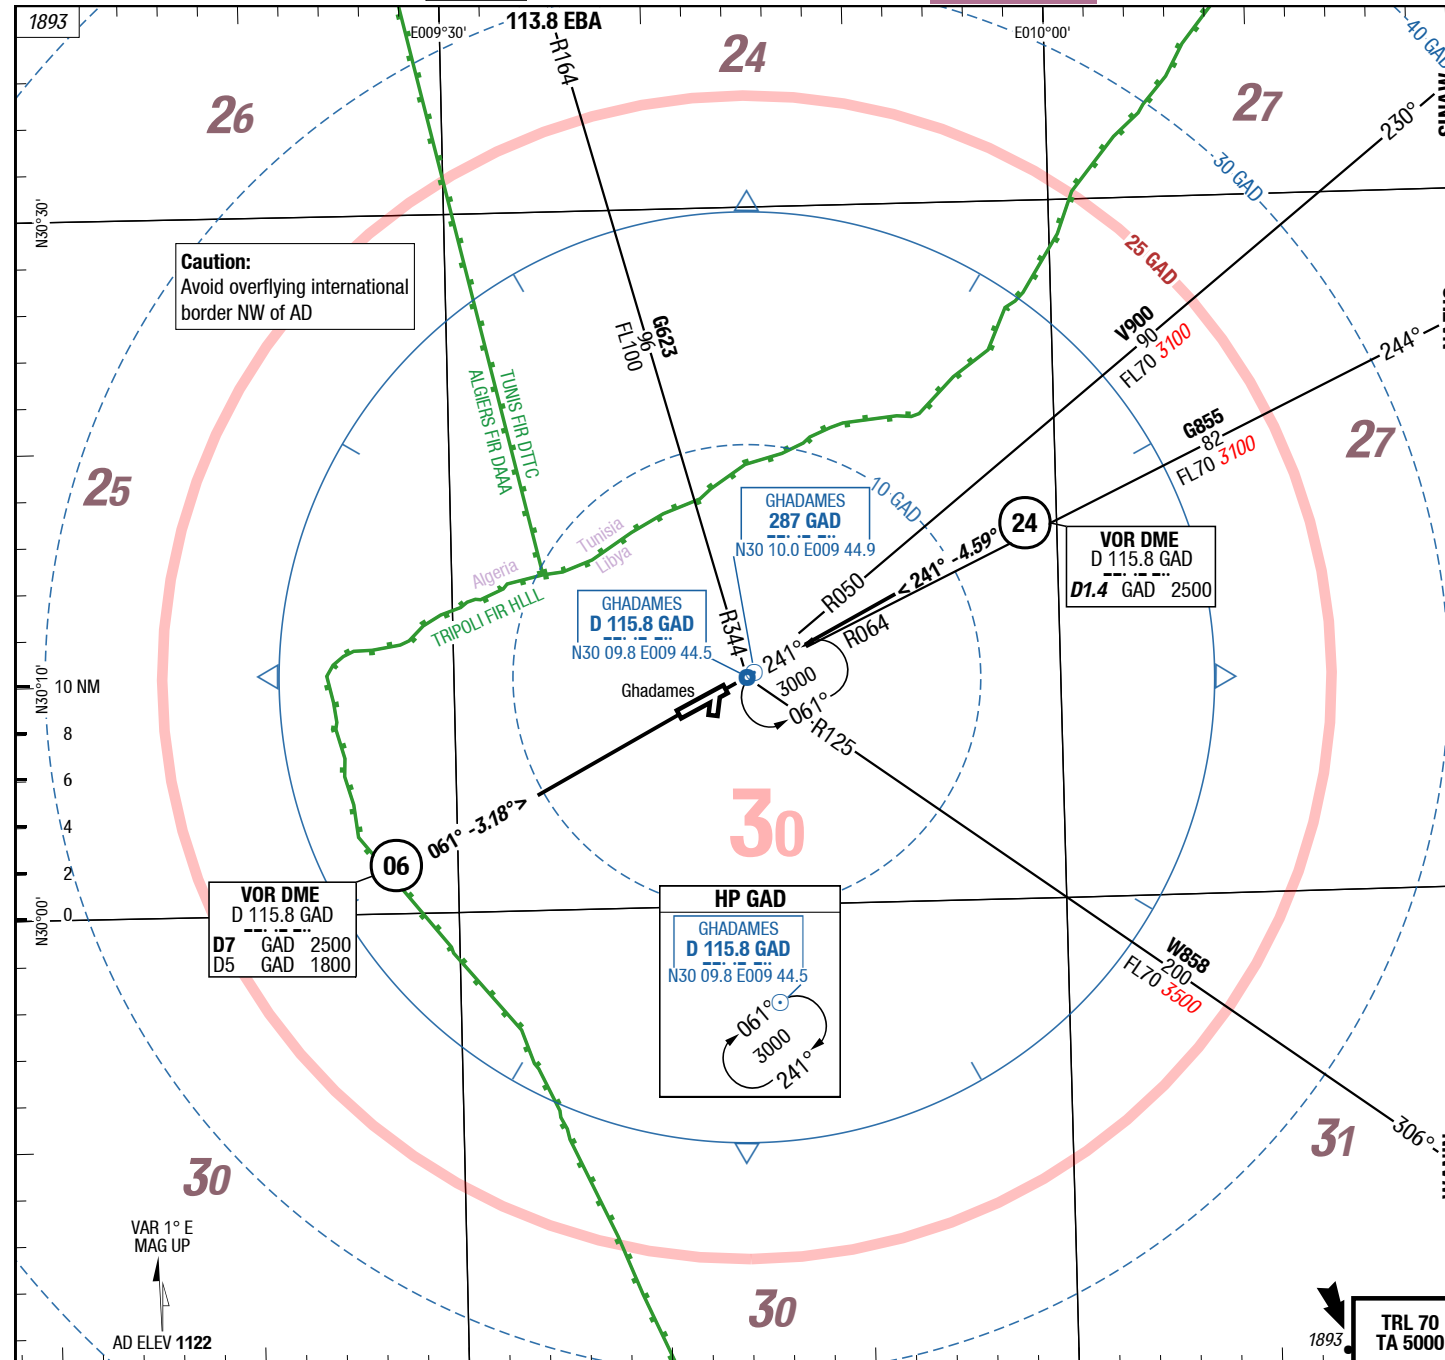 1893
E009°30'
113.8 EBA
E010°00'
40 GAD
R164
24
26
27
230°
30 GAD
N30°30'
25 GAD
Caution:
Avoid overflying international
border NW of AD
G623
96
FL100
V900
90
FL70 3100
244°
TUNIS FIR DTTC
ALGIERS FIR DAAA
G855
82
FL70 3100
27
25
10 GAD
GHADAMES
287 GAD
N30 10.0 E009 44.9
24
< 241° -4.59°
VOR DME
D 115.8 GAD
D1.4 GAD 2500
Tunisia
Libya
Algeria
TRIPOLI FIR HLLL
GHADAMES
D 115.8 GAD
N30 09.8 E009 44.5
R050
R064
R344
241°
3000
061°
R125
Ghadames
N30°10'
10 NM
8
6
4
2
0
N30°00'
061° -3.18° >
06
30
VOR DME
D 115.8 GAD
D7 GAD 2500
D5 GAD 1800
HP GAD
GHADAMES
D 115.8 GAD
N30 09.8 E009 44.5
061°
3000
241°
W858
200
FL70 3500
306°
31
30
30
VAR 1° E
MAG UP
AD ELEV 1122
1893
TRL 70
TA 5000